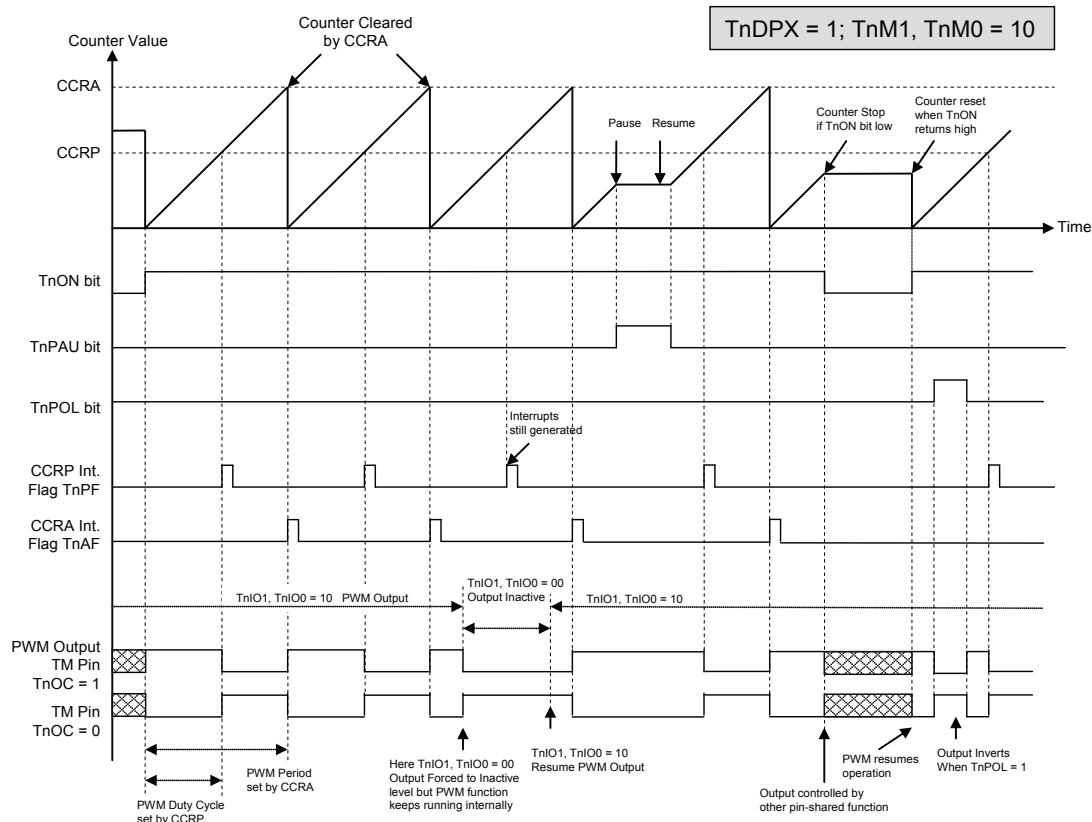 TnDPX = 1; TnM1, TnM0 = 10
Counter Cleared
by CCRA
Counter Value
CCRA
CCRP
Pause
Resume
Counter Stop
if TnON bit low
Counter reset
when TnON
returns high
Time
TnON bit
TnPAU bit
TnPOL bit
Interrupts
still generated
CCRP Int.
Flag TnPF
CCRA Int.
Flag TnAF
TnIO1, TnIO0 = 10 PWM Output
TnIO1, TnIO0 = 00
Output Inactive
TnIO1, TnIO0 = 10
PWM Output
TM Pin
TnOC = 1
TM Pin
TnOC = 0
PWM Duty Cycle
set by CCRP
PWM Period
set by CCRA
Here TnIO1, TnIO0 = 00
Output Forced to Inactive
level but PWM function
keeps running internally
TnIO1, TnIO0 = 10
Resume PWM Output
Output controlled by
other pin-shared function
PWM resumes
operation
Output Inverts
When TnPOL = 1